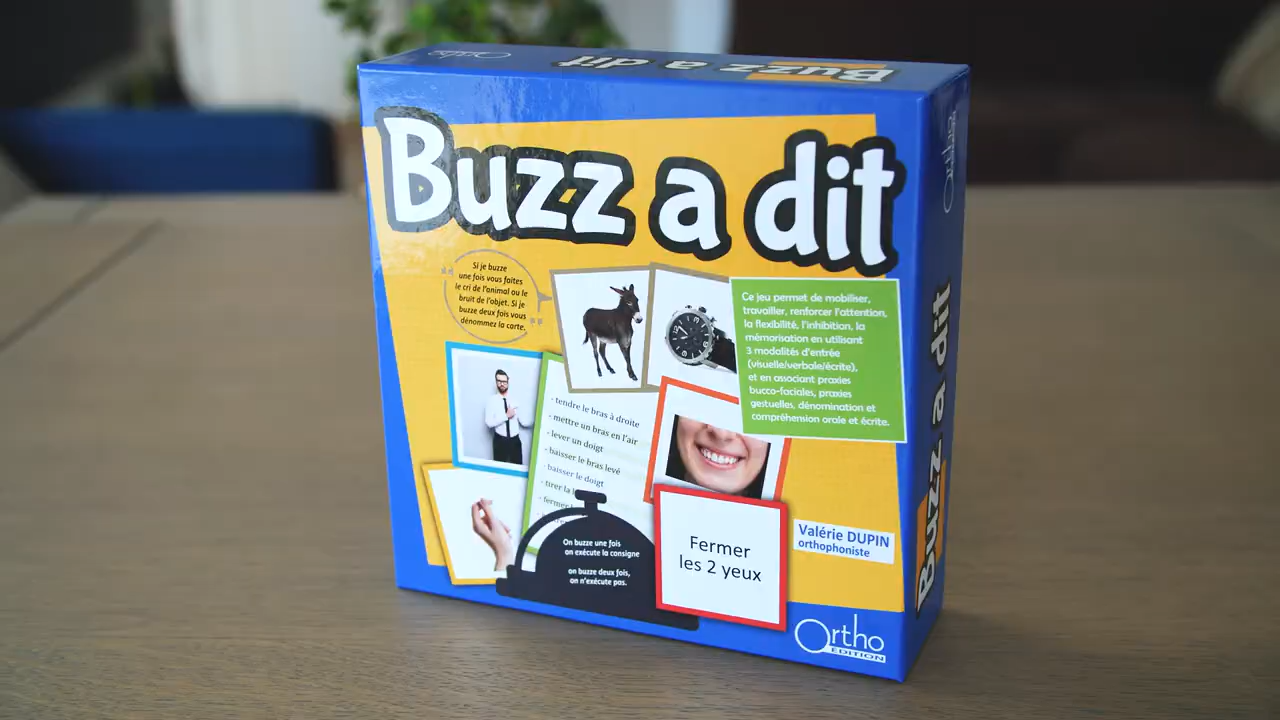 Buzz a dit
Buzz a dit
Si je buzze
une fois vous faites
le cri de l'animal ou le
bruit de l'objet. Si je
buzze deux fois vous
dénommez la carte.
Ce jeu permet de mobiliser,
travailler, renforcer l'attention,
la flexibilité, l'inhibition, la
mémorisation en utilisant
3 modalités d'entrée
(visuelle/verbale/écrite),
et en associant praxies
bucco-faciales, praxies
gestuelles, dénomination et
compréhension orale et écrite.
- tendre le bras à droite
- mettre un bras en l'air
- lever un doigt
- baisser le bras levé
- baisser le doigt
- tirer la
- fermer
On buzze une fois
on exécute la consigne
on buzze deux fois,
on n'exécute pas.
Fermer
les 2 yeux
Valérie DUPIN
orthophoniste
Ortho
EDITION
Ortho
Buzz a dit
Ortho